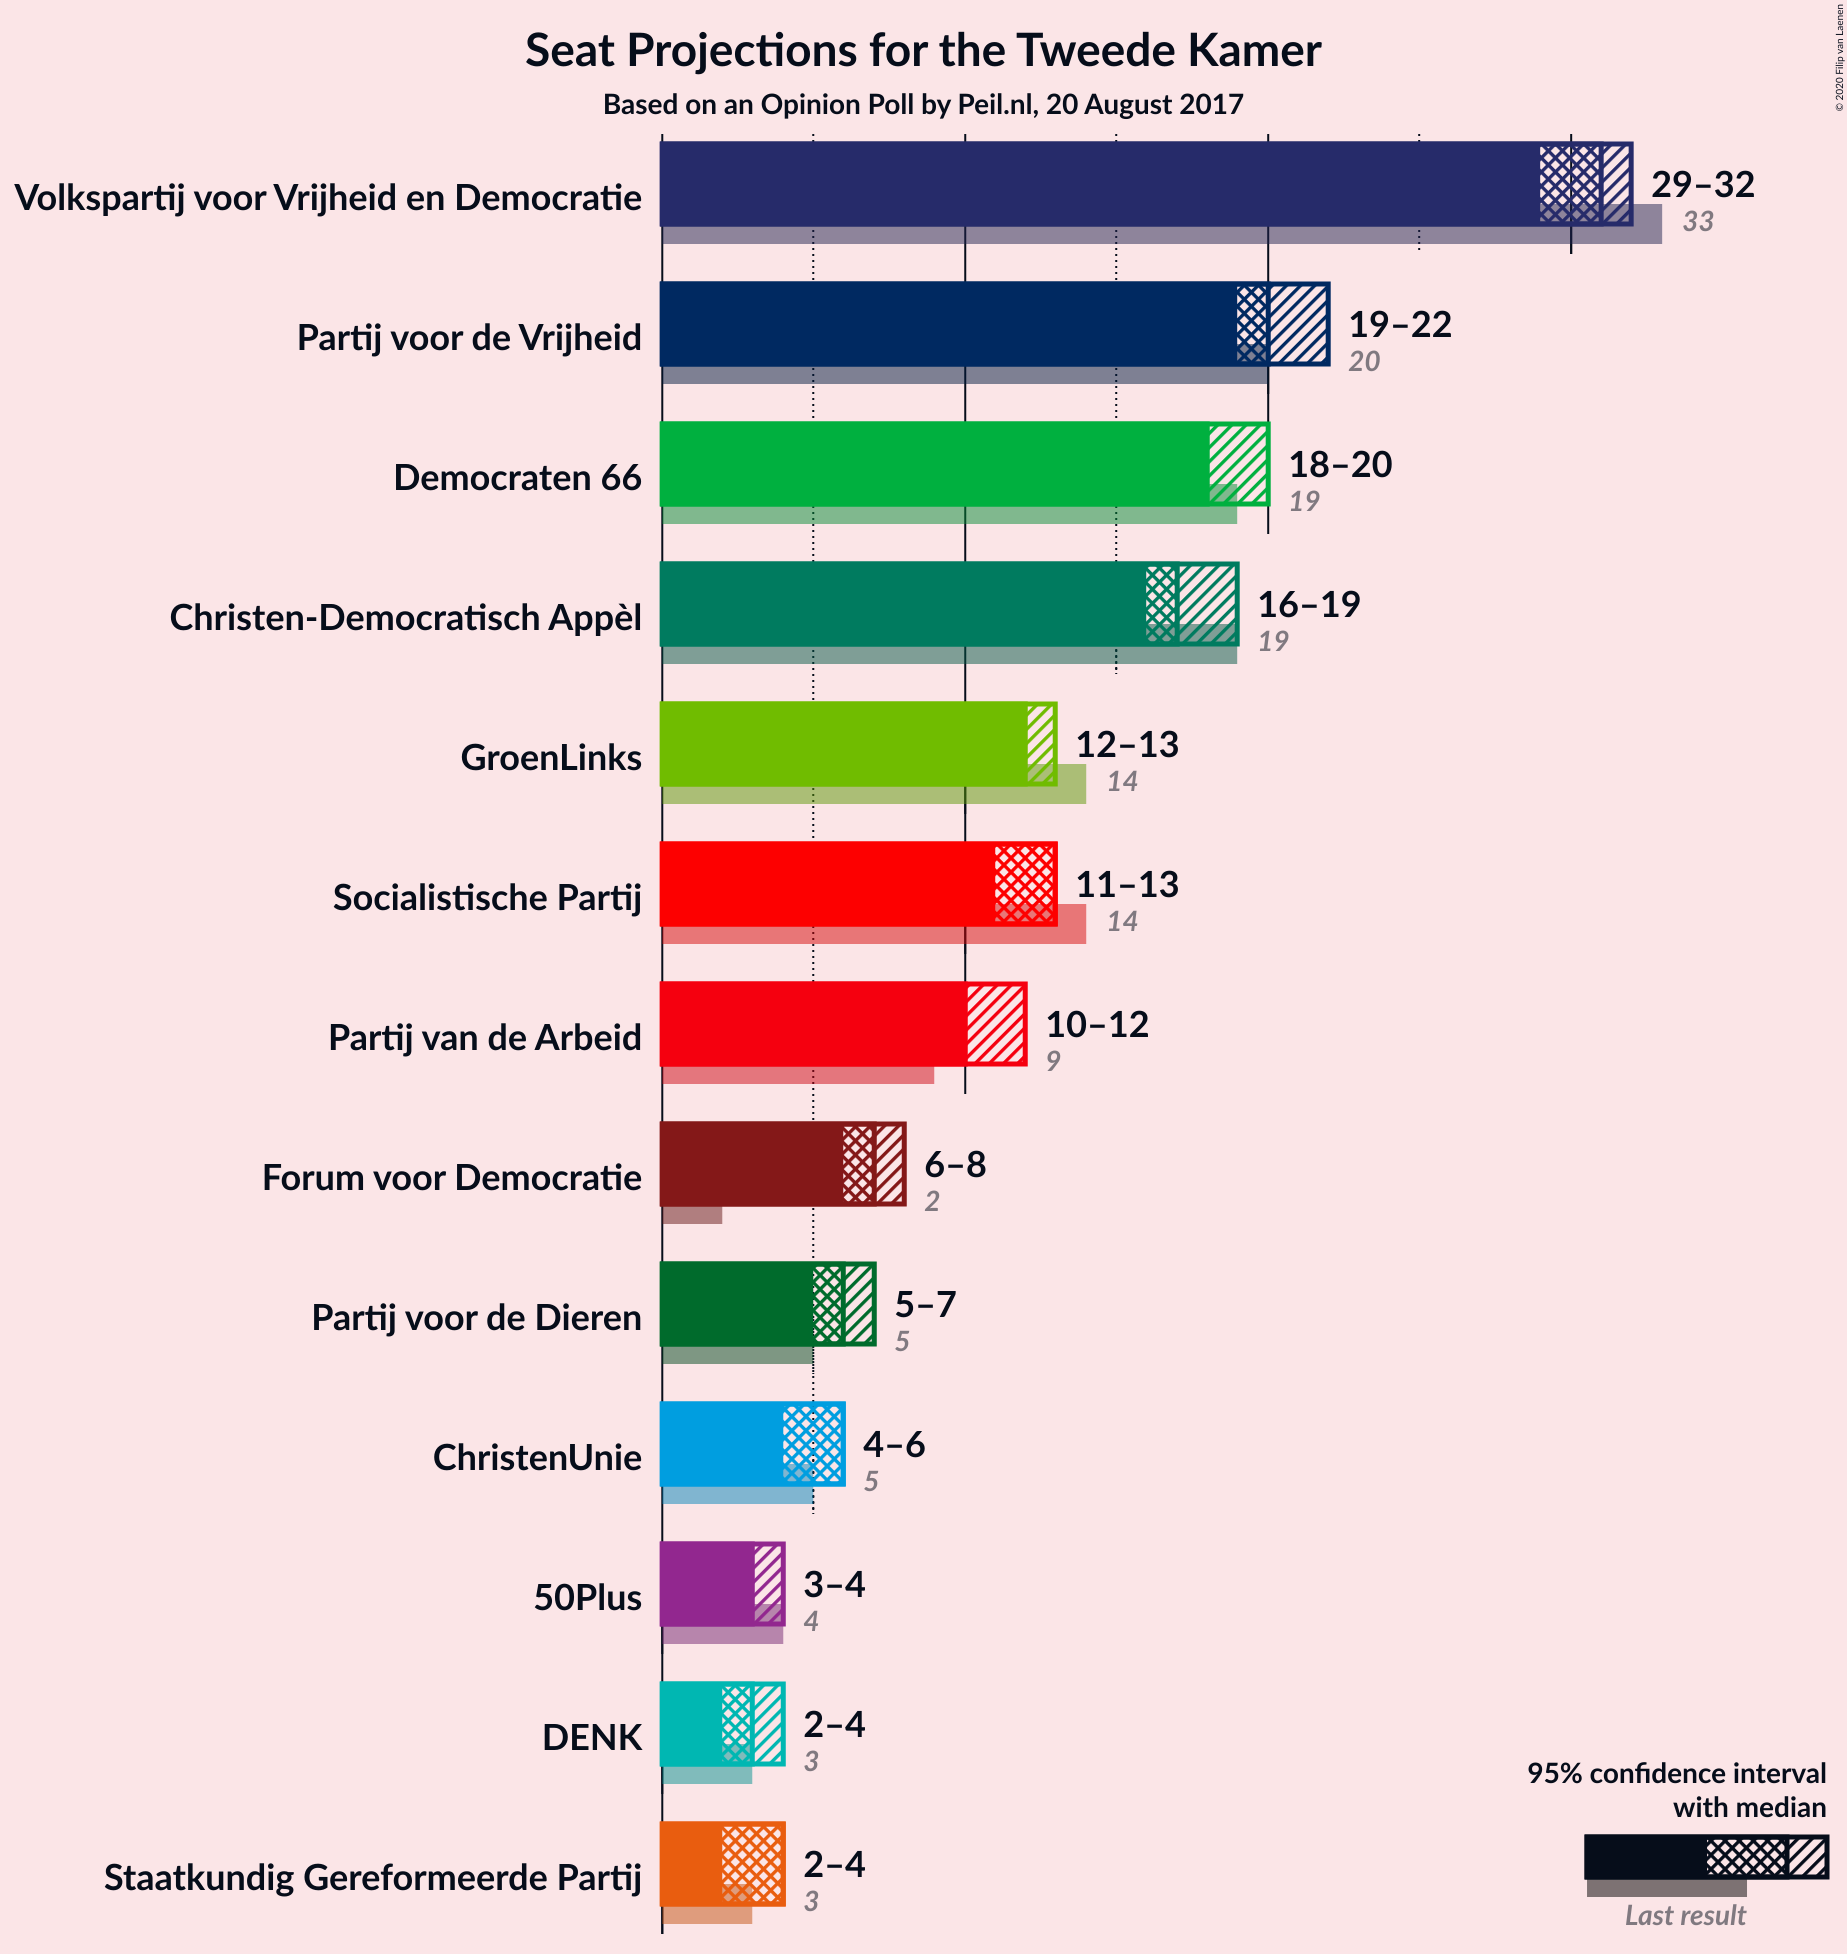 Seat Projections for the Tweede Kamer
Based on an Opinion Poll by Peil.nl, 20 August 2017
© 2020 Filip van Laenen
Volkspartij voor Vrijheid en Democratie
29–32
33
Partij voor de Vrijheid
19–22
20
Democraten 66
18–20
19
Christen-Democratisch Appèl
16–19
19
GroenLinks
12–13
14
Socialistische Partij
11–13
14
Partij van de Arbeid
10–12
9
Forum voor Democratie
6–8
2
Partij voor de Dieren
5–7
5
ChristenUnie
4–6
5
50Plus
3–4
4
DENK
2–4
3
Staatkundig Gereformeerde Partij
2–4
3
95% confidence interval
with median
Last result